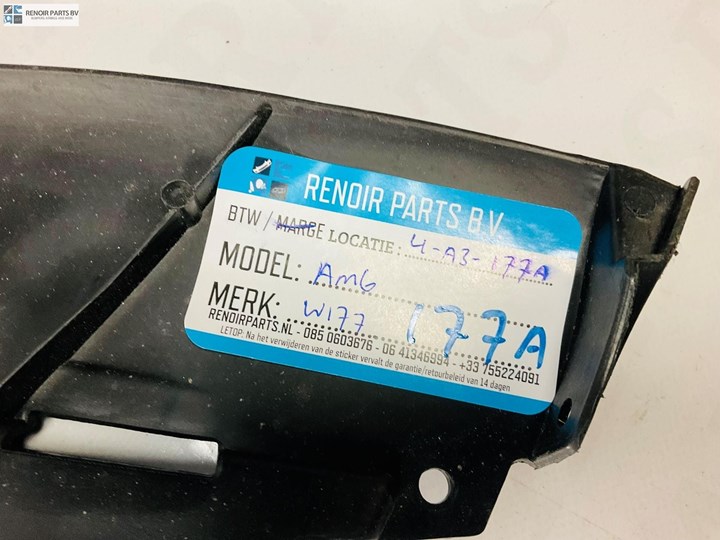 RENOIR PARTS BV
RENOIR PARTS B.V.
BTW / MARGE LOCATIE : 4-A3-177A
MODEL: AMG
MERK: W177 177A
RENOIRPARTS.NL - 085 0603676 - 06 41346994 - +33 755224091
LETOP: Na het verwijderen van de sticker vervalt de garantie/retourbeleid van 14 dagen